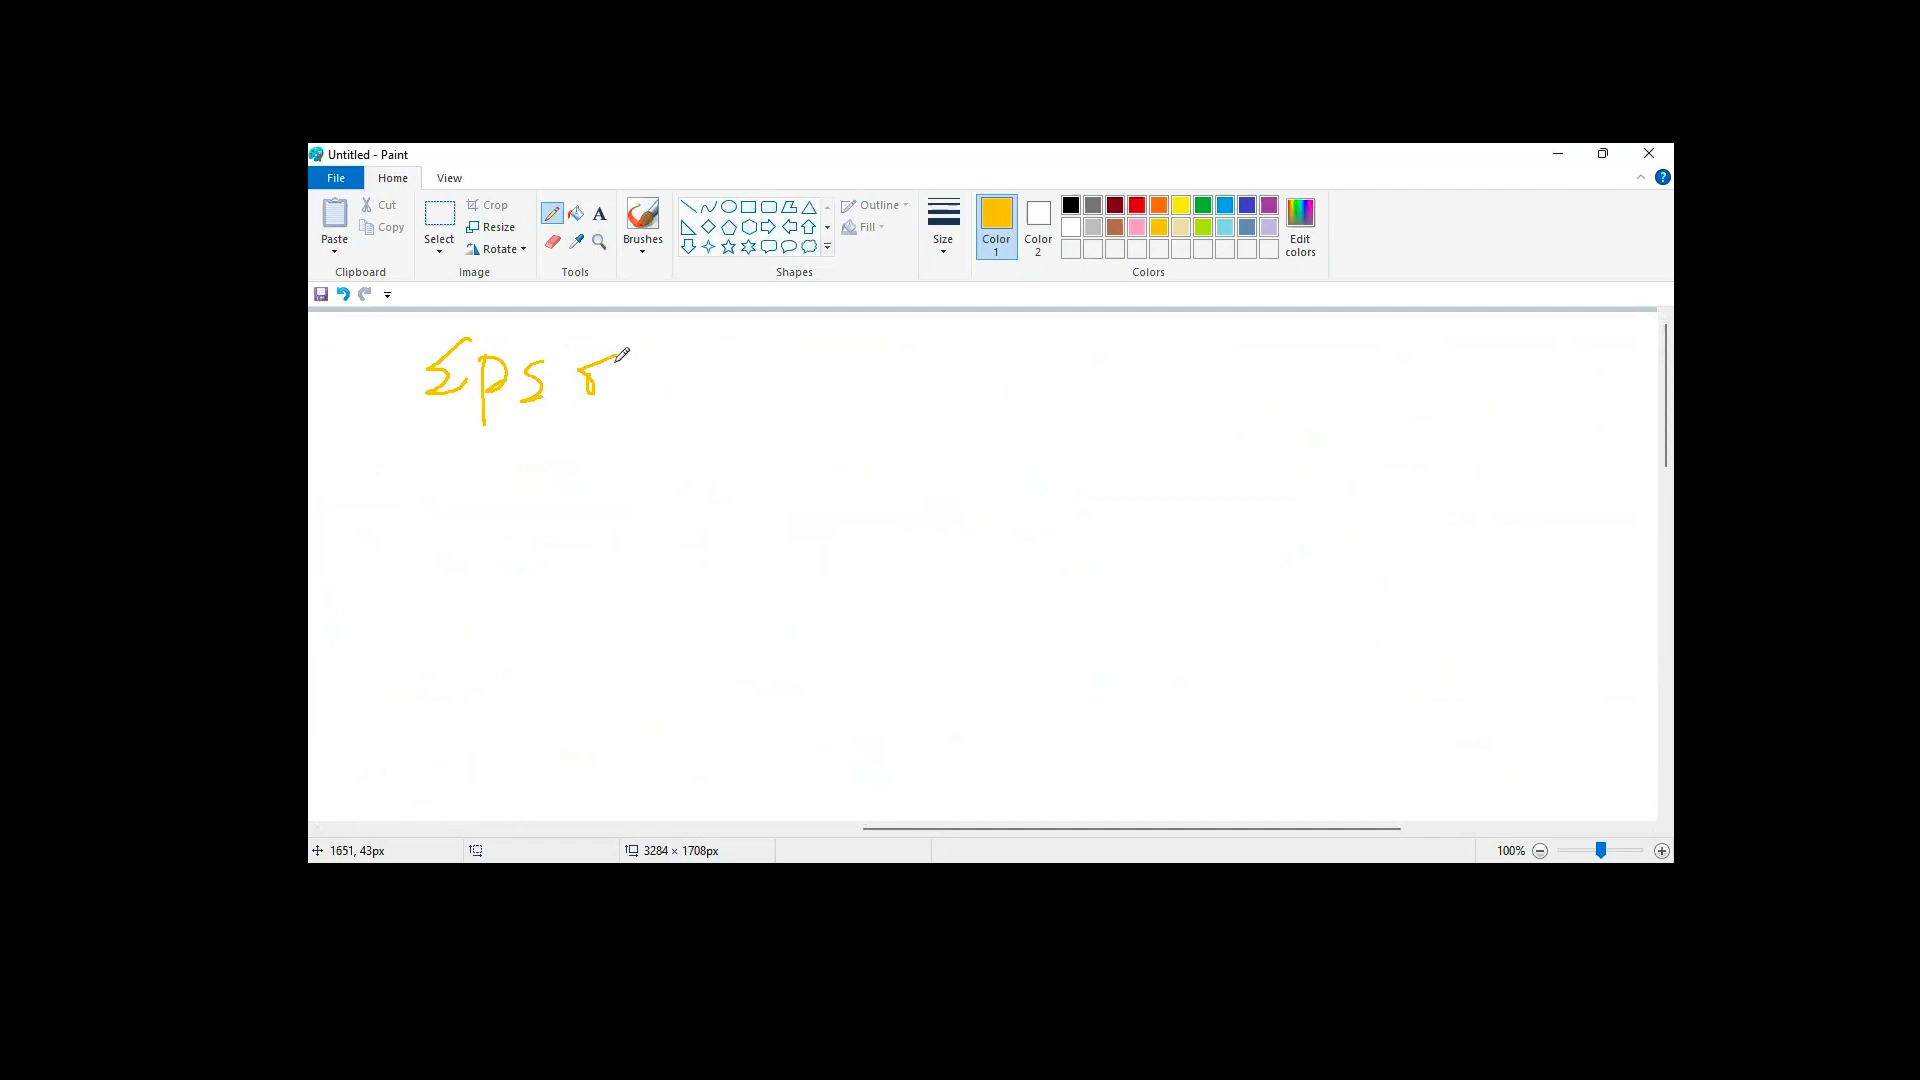 Untitled - Paint
File Home View
Paste Cut Copy Select Crop Resize Rotate Brushes Outline Fill Size Color 1 Color 2 Edit colors
Clipboard Image Tools Shapes Colors
Σps
1651, 43px 3284 × 1708px 100%